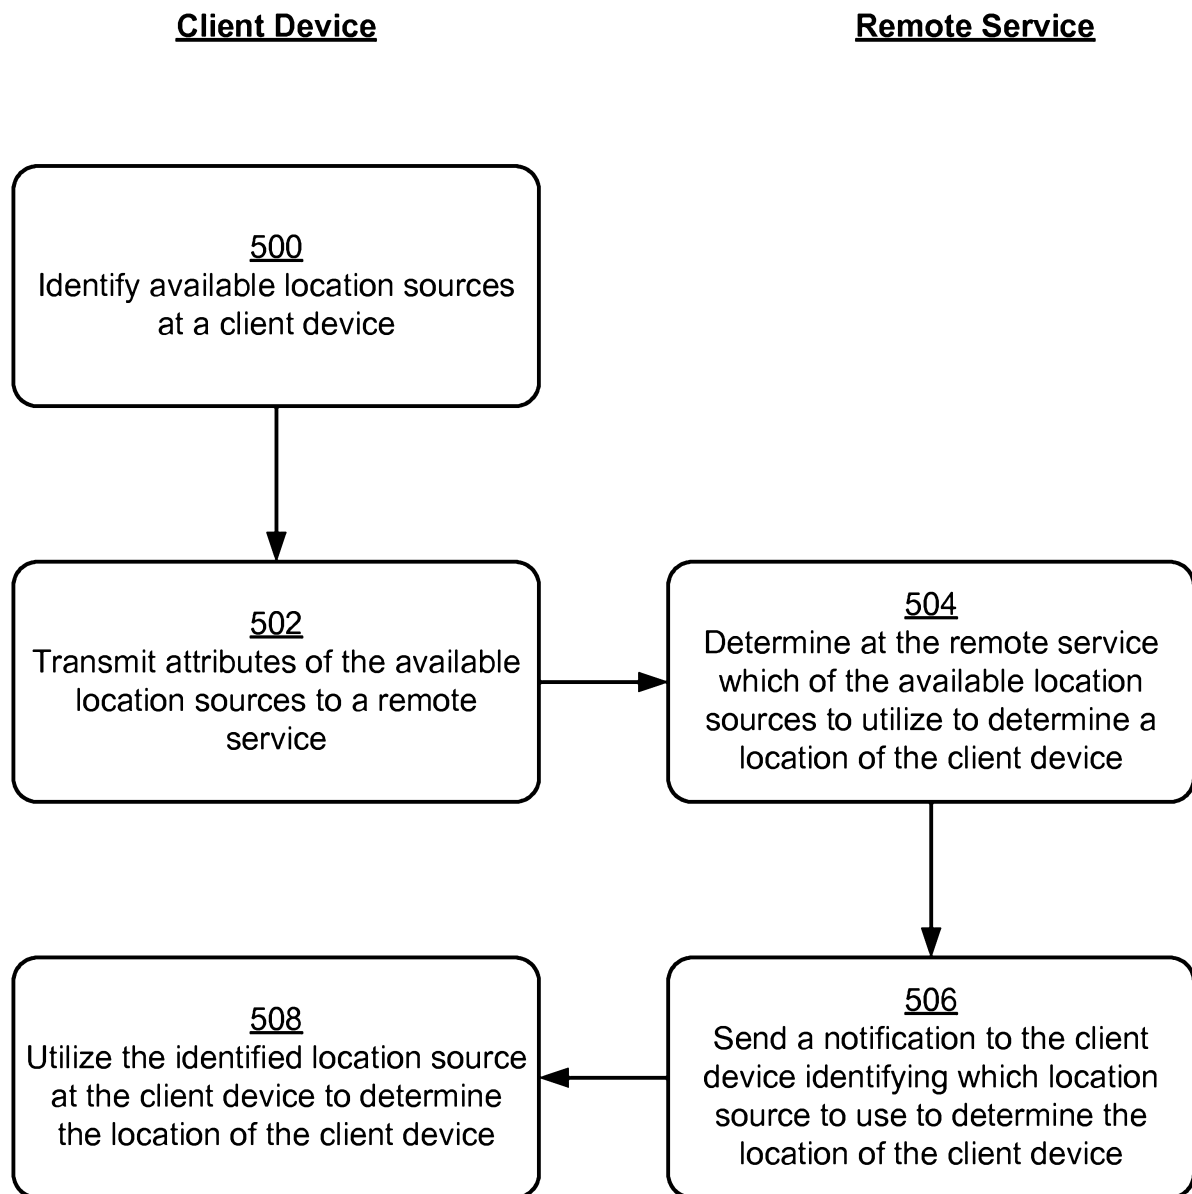 Client Device
Remote Service
500
Identify available location sources
at a client device
502
Transmit attributes of the available
location sources to a remote
service
504
Determine at the remote service
which of the available location
sources to utilize to determine a
location of the client device
506
Send a notification to the client
device identifying which location
source to use to determine the
location of the client device
508
Utilize the identified location source
at the client device to determine
the location of the client device